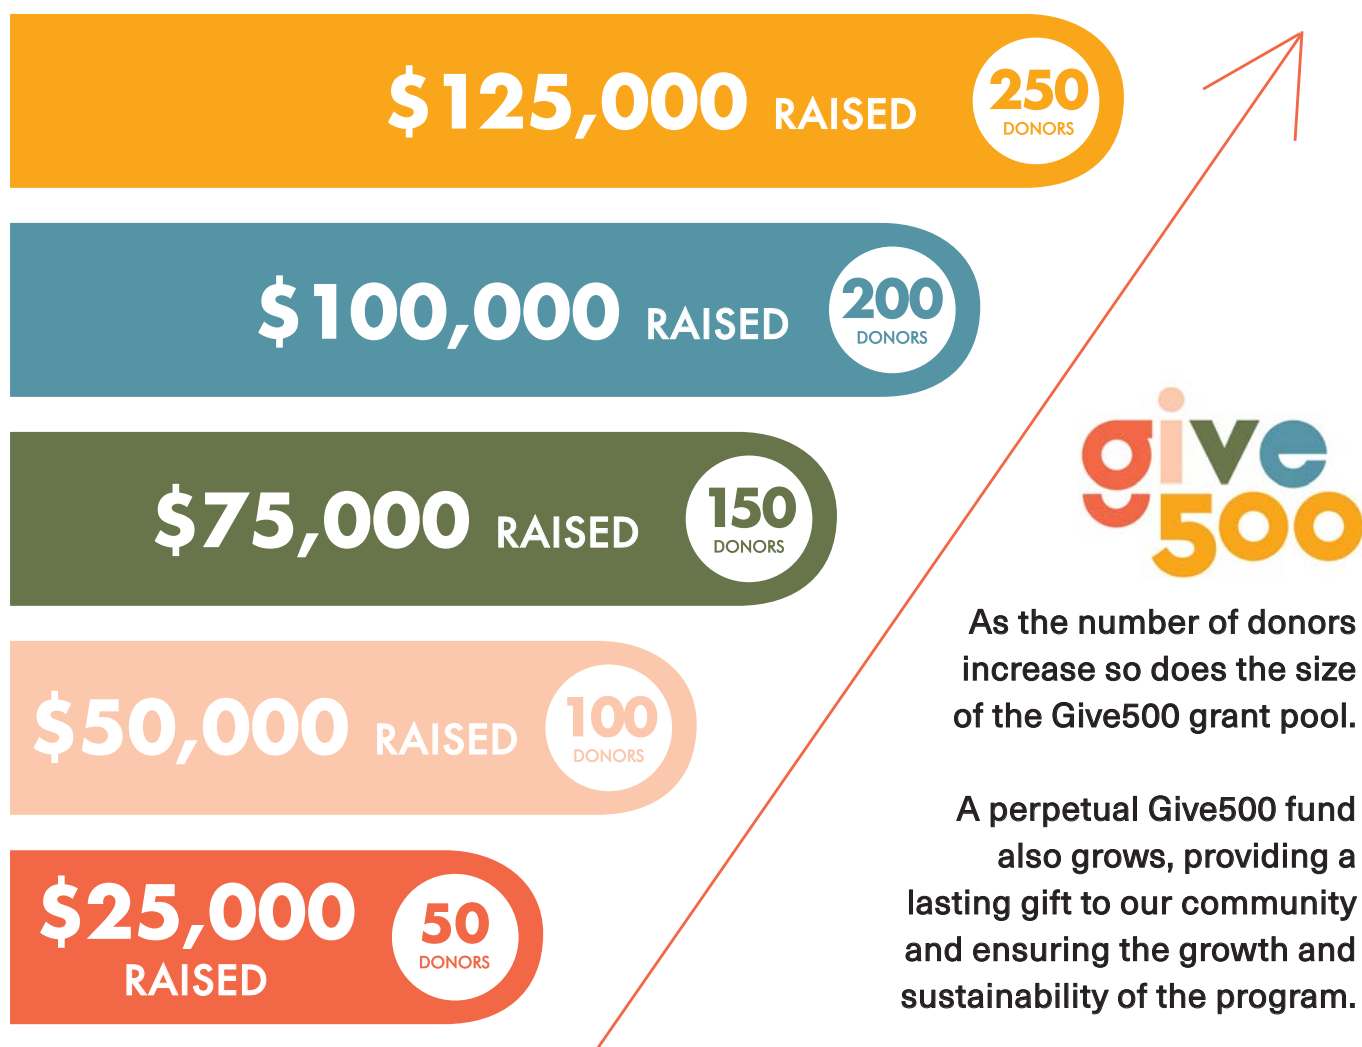 $125,000 RAISED
250
DONORS
$100,000 RAISED
200
DONORS
$75,000 RAISED
150
DONORS
$50,000 RAISED
100
DONORS
$25,000
RAISED
50
DONORS
give
500
As the number of donors
increase so does the size
of the Give500 grant pool.
A perpetual Give500 fund
also grows, providing a
lasting gift to our community
and ensuring the growth and
sustainability of the program.